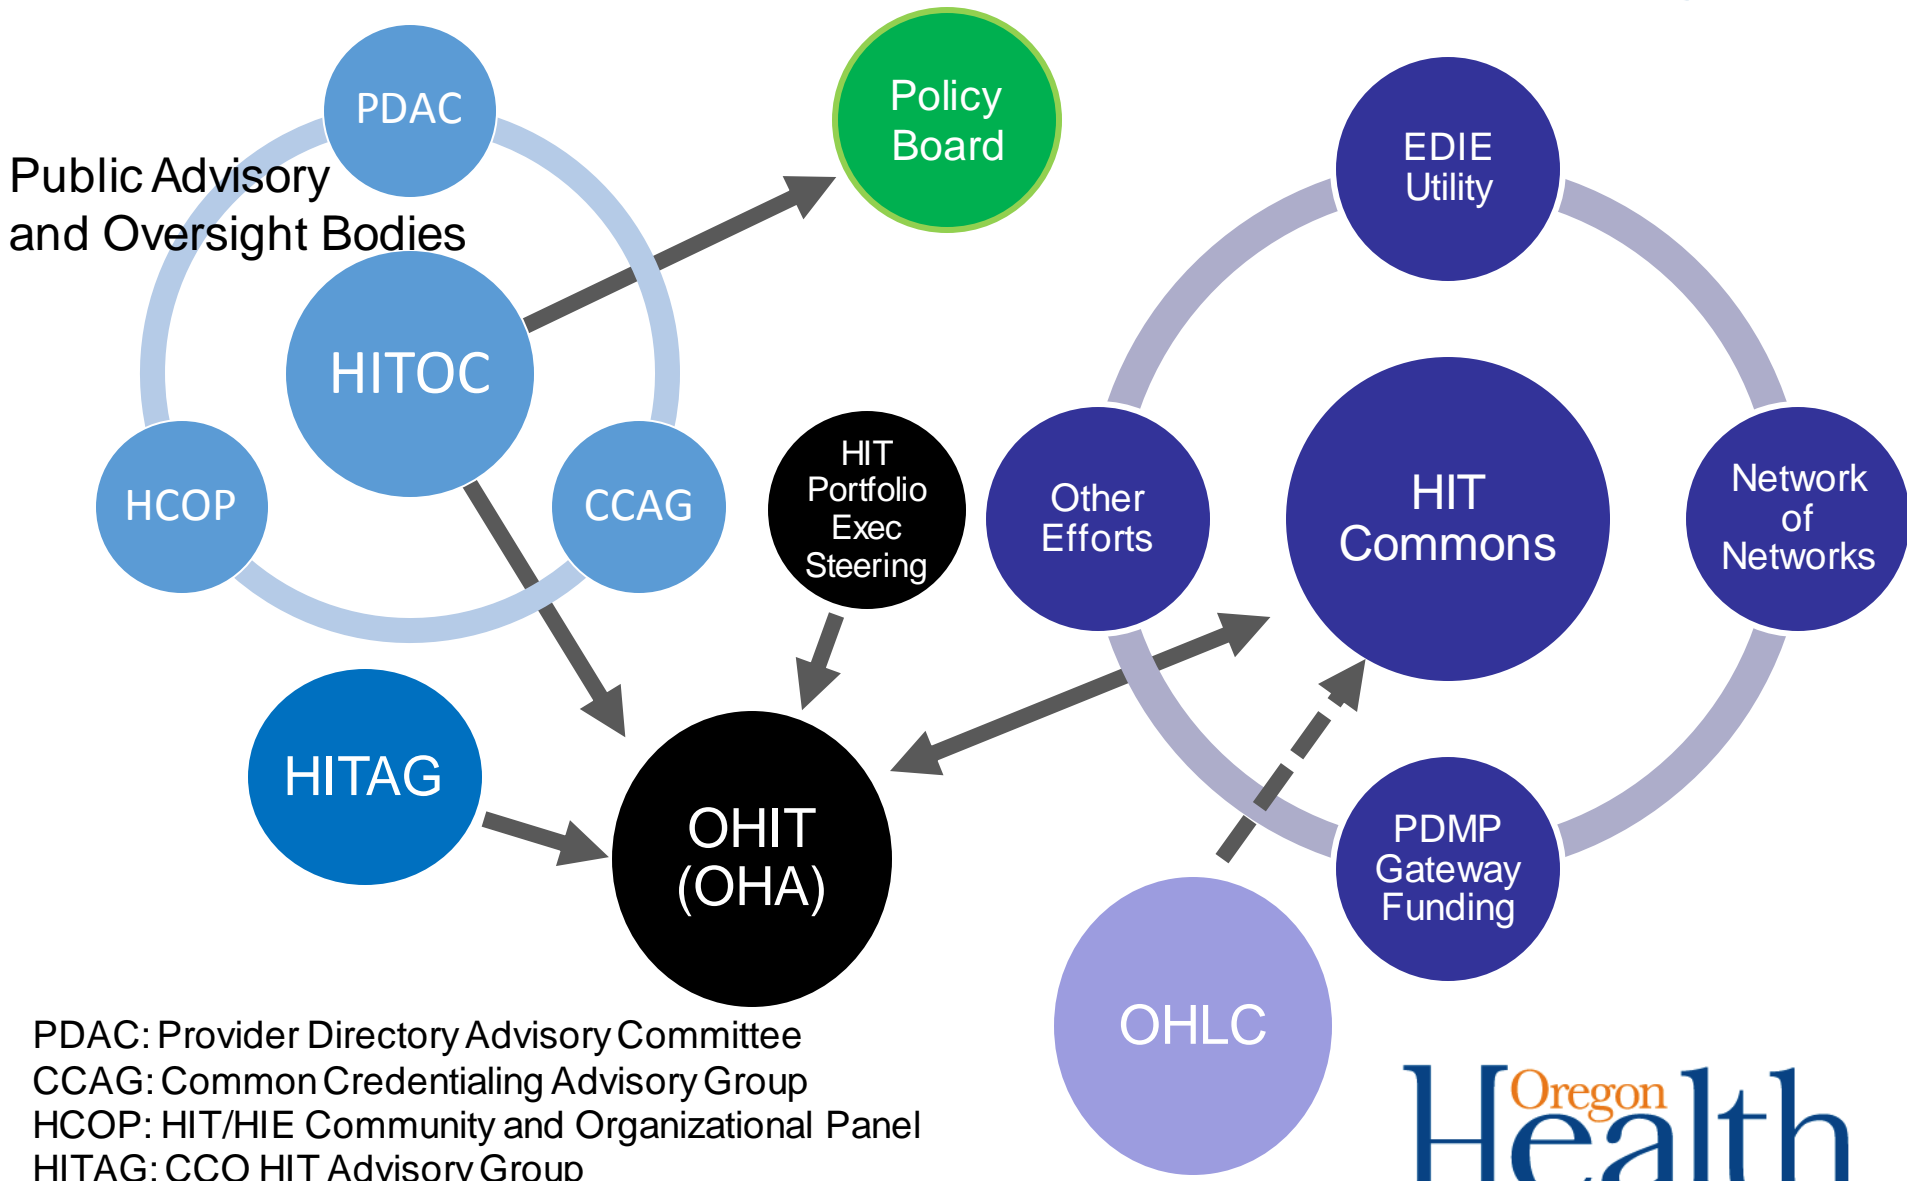 PDAC
Public Advisory
and Oversight Bodies
HITOC
HCOP
CCAG
Policy
Board
HIT
Portfolio
Exec
Steering
HITAG
OHIT
(OHA)
EDIE
Utility
Other
Efforts
HIT
Commons
Network
of
Networks
PDMP
Gateway
Funding
OHLC
PDAC: Provider Directory Advisory Committee
CCAG: Common Credentialing Advisory Group
HCOP: HIT/HIE Community and Organizational Panel
HITAG: CCO HIT Advisory Group
Oregon
Health